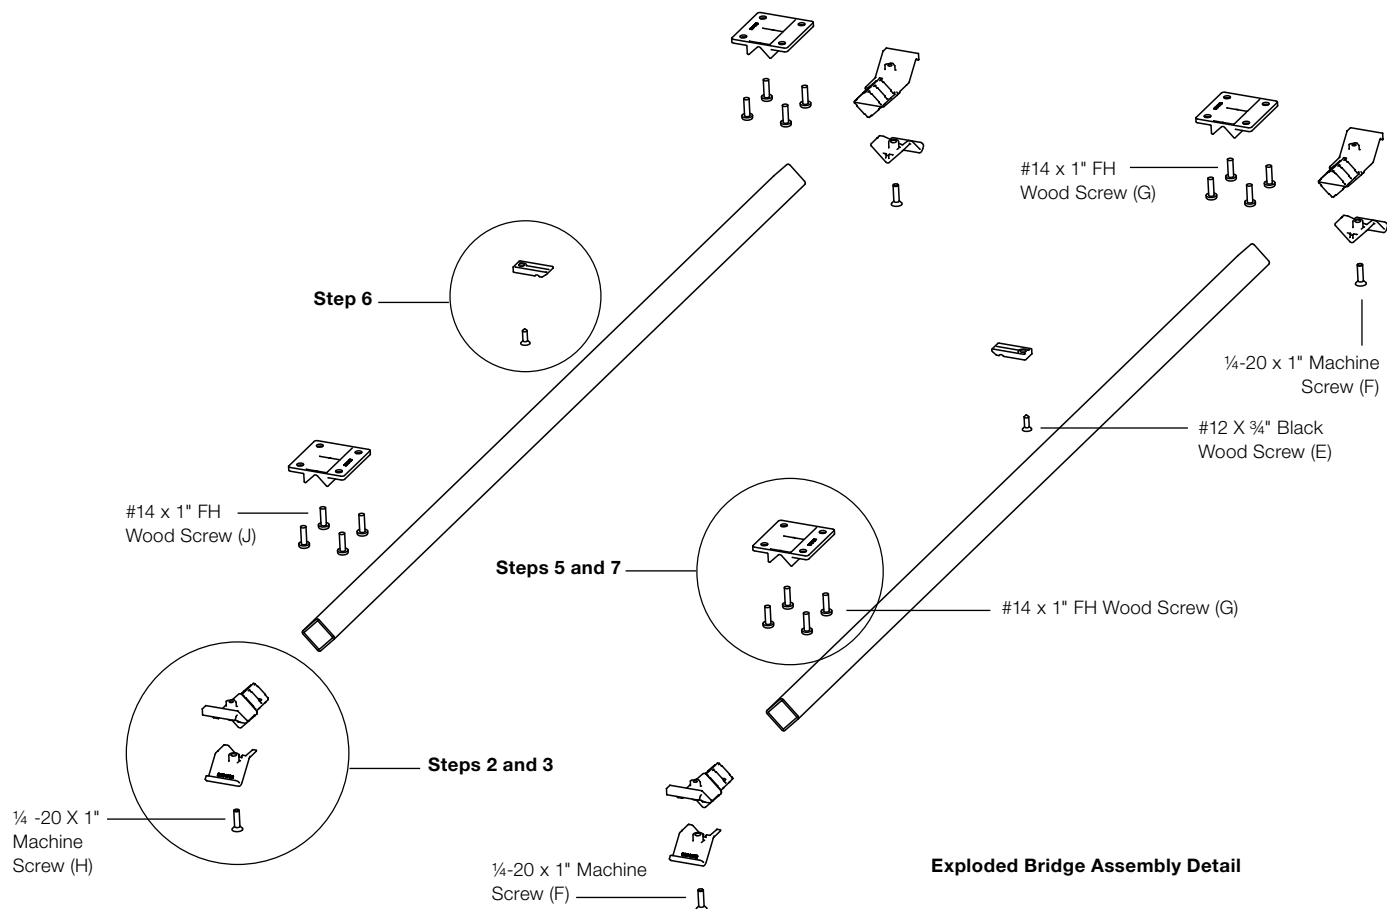 #14 x 1" FH
Wood Screw (G)
Step 6
¼-20 x 1" Machine
Screw (F)
#12 X ¾" Black
Wood Screw (E)
#14 x 1" FH
Wood Screw (J)
Steps 5 and 7
#14 x 1" FH Wood Screw (G)
Steps 2 and 3
¼ -20 X 1"
Machine
Screw (H)
¼-20 x 1" Machine
Screw (F)
Exploded Bridge Assembly Detail